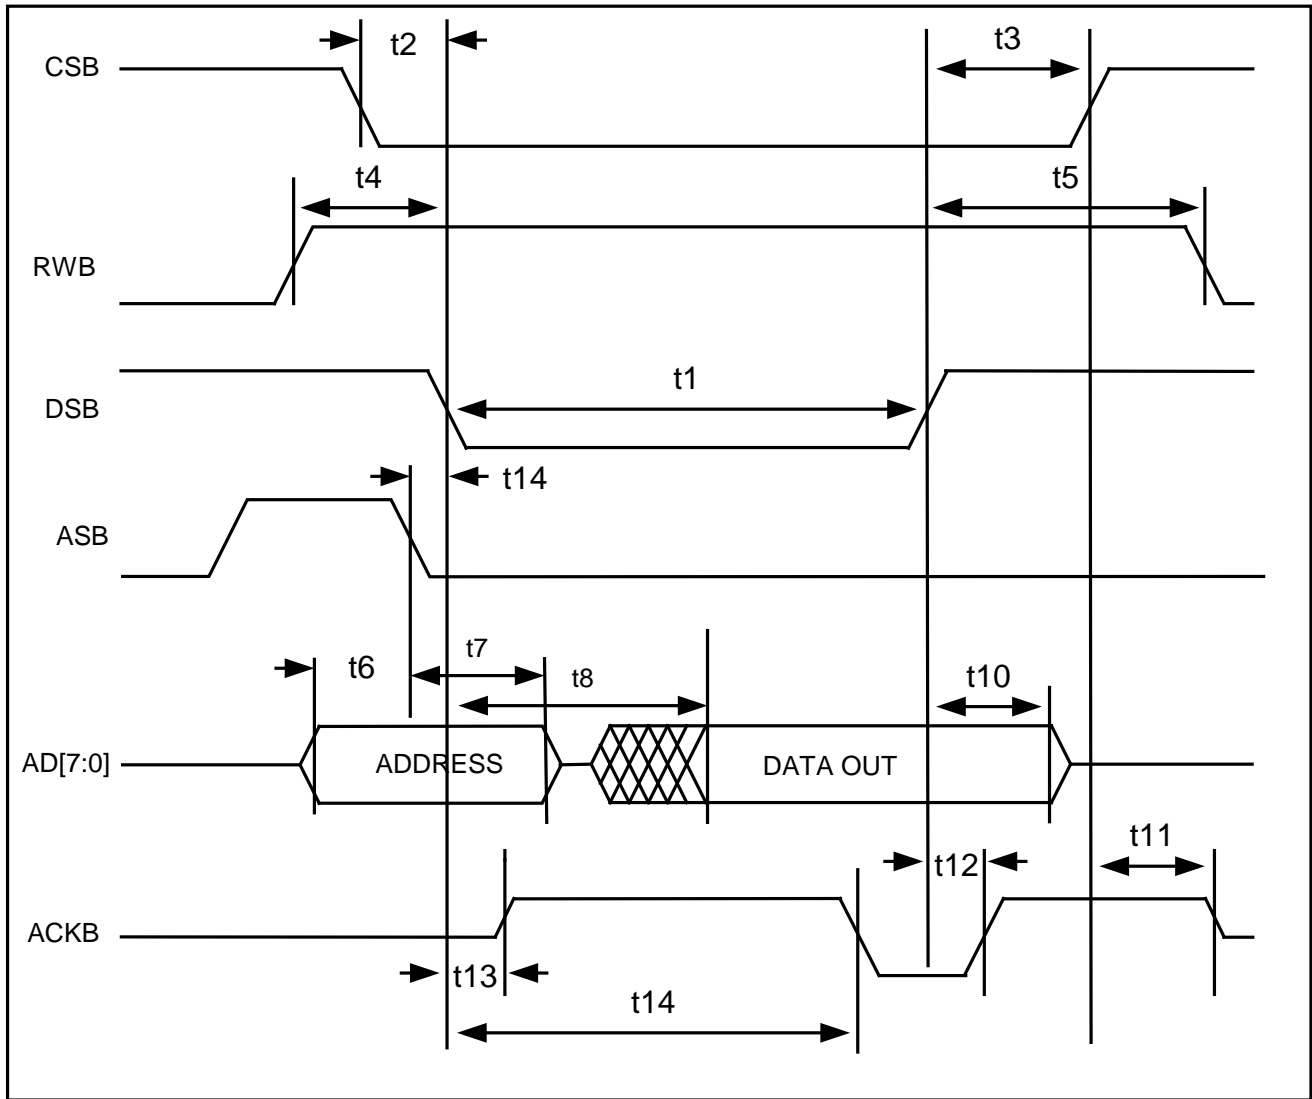 t2
t3
CSB
t4
t5
RWB
t1
DSB
t14
ASB
t6
t7
t8
t10
AD[7:0]
ADDRESS
DATA OUT
t11
t12
ACKB
t13
t14